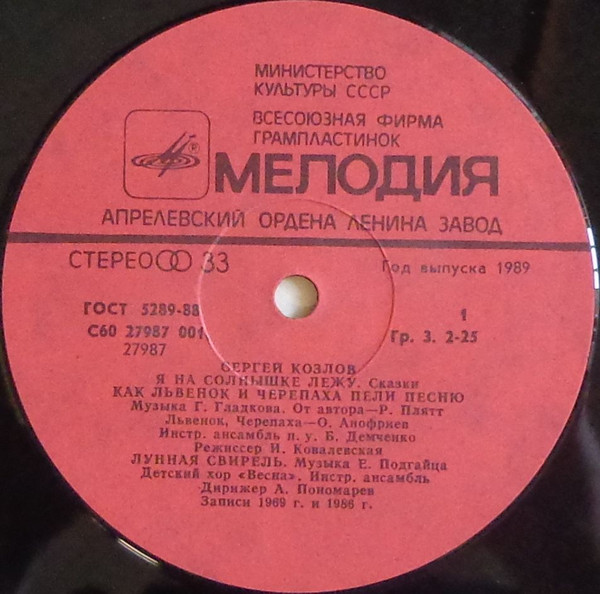 МИНИСТЕРСТВО
КУЛЬТУРЫ СССР
ВСЕСОЮЗНАЯ ФИРМА
ГРАМПЛАСТИНОК
®
МЕЛОДИЯ
АПРЕЛЕВСКИЙ ОРДЕНА ЛЕНИНА ЗАВОД
СТЕРЕО 33
Год выпуска 1989
ГОСТ 5289-88
С60 27987 001
27987
1
Гр. 3. 2-25
СЕРГЕЙ КОЗЛОВ
Я НА СОЛНЫШКЕ ЛЕЖУ. Сказки
КАК ЛЬВЕНОК И ЧЕРЕПАХА ПЕЛИ ПЕСНЮ
Музыка Г. Гладкова. От автора—Р. Плятт
Львенок, Черепаха—О. Анофриев
Инстр. ансамбль п. у. Б. Демченко
Режиссер И. Ковалевская
ЛУННАЯ СВИРЕЛЬ. Музыка Е. Подгайца
Детский хор «Весна», Инстр. ансамбль
Дирижер А. Пономарев
Записи 1969 г. и 1986 г.